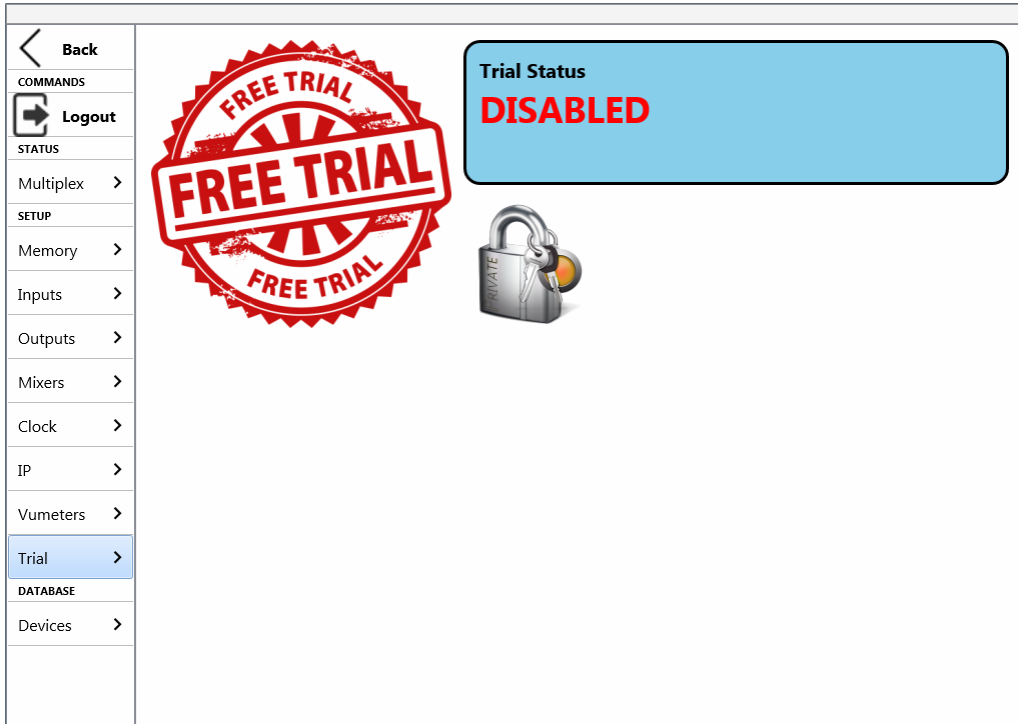 Back
COMMANDS
Logout
STATUS
Multiplex
SETUP
Memory
Inputs
Outputs
Mixers
Clock
IP
Vumeters
Trial
DATABASE
Devices
FREE TRIAL
FREE TRIAL
FREE TRIAL
Trial Status
DISABLED
RIVATE